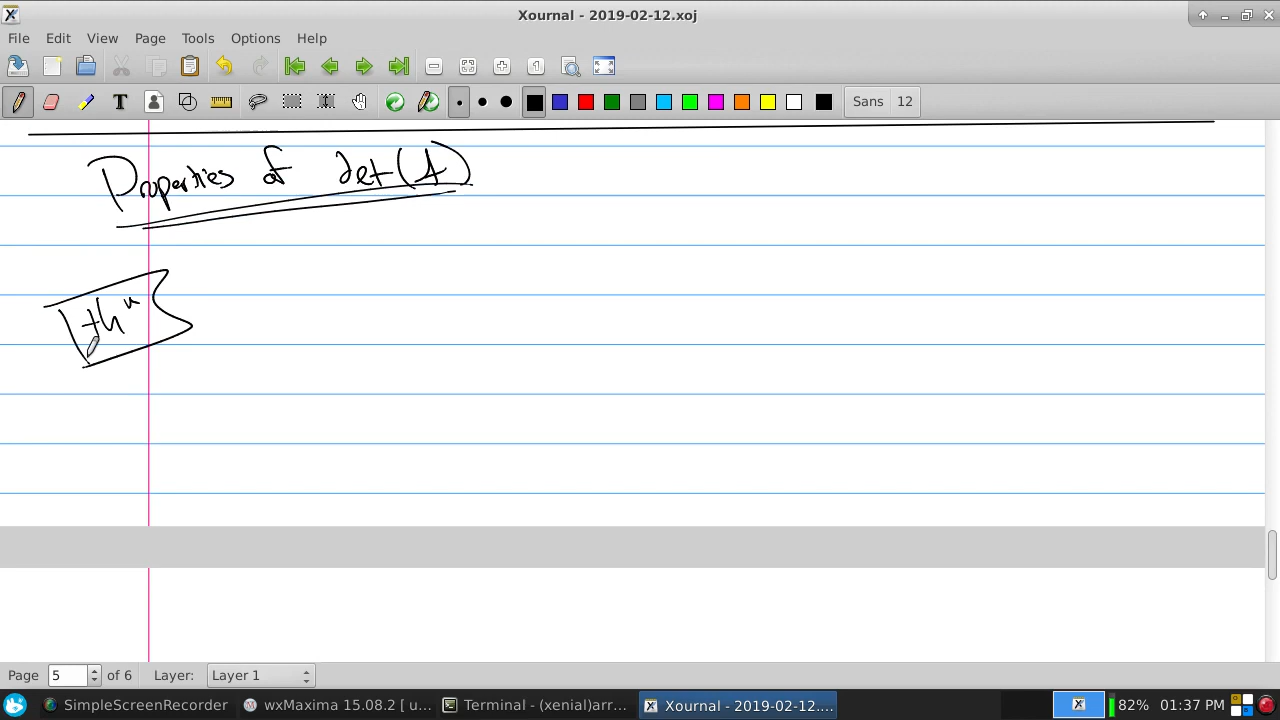 Xournal - 2019-02-12.xoj
File Edit View Page Tools Options Help
Sans 12
Properties of det(A)
thⁿ
Page 5 of 6 Layer: Layer 1
SimpleScreenRecorder wxMaxima 15.08.2 [ u... Terminal - (xenial)arr... Xournal - 2019-02-12.... 82% 01:37 PM